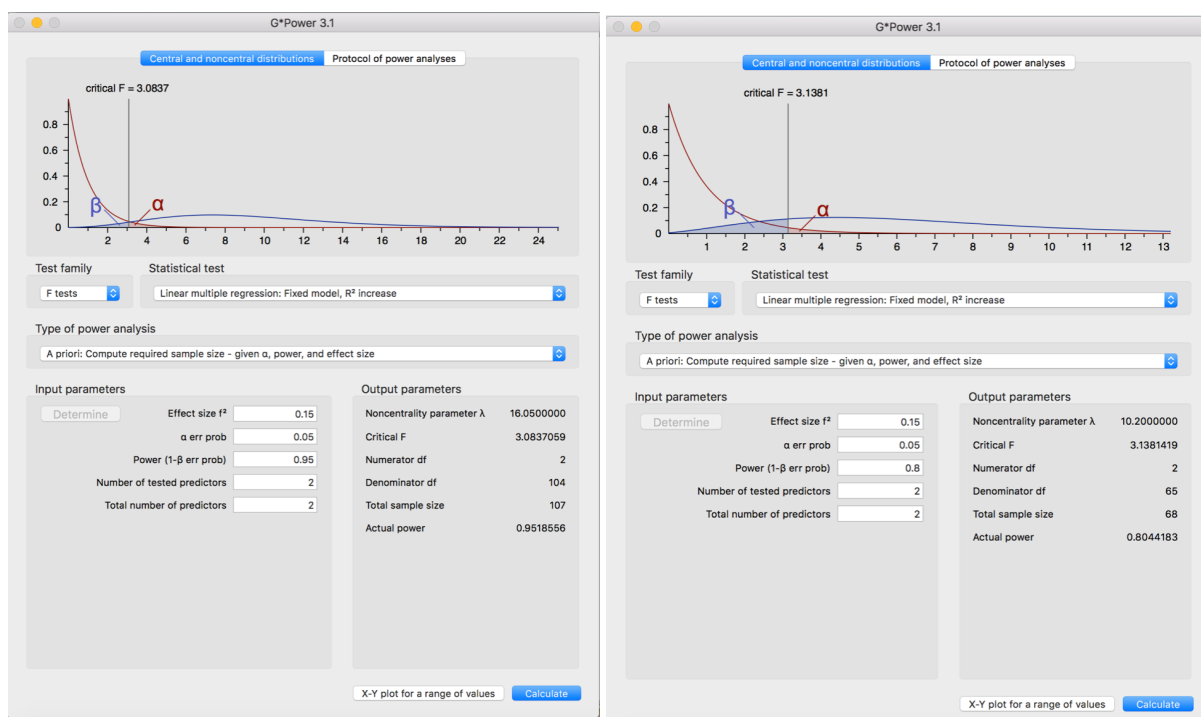 G*Power 3.1
Central and noncentral distributions Protocol of power analyses
critical F = 3.0837
0.8
0.6
0.4
0.2
0
β α
2 4 6 8 10 12 14 16 18 20 22 24
Test family Statistical test
F tests Linear multiple regression: Fixed model, R² increase
Type of power analysis
A priori: Compute required sample size - given α, power, and effect size
Input parameters Output parameters
Determine Effect size f² 0.15 Noncentrality parameter λ 16.0500000
α err prob 0.05 Critical F 3.0837059
Power (1-β err prob) 0.95 Numerator df 2
Number of tested predictors 2 Denominator df 104
Total number of predictors 2 Total sample size 107
Actual power 0.9518556
X-Y plot for a range of values Calculate
G*Power 3.1
Central and noncentral distributions Protocol of power analyses
critical F = 3.1381
0.8
0.6
0.4
0.2
0
β α
1 2 3 4 5 6 7 8 9 10 11 12 13
Test family Statistical test
F tests Linear multiple regression: Fixed model, R² increase
Type of power analysis
A priori: Compute required sample size - given α, power, and effect size
Input parameters Output parameters
Determine Effect size f² 0.15 Noncentrality parameter λ 10.2000000
α err prob 0.05 Critical F 3.1381419
Power (1-β err prob) 0.8 Numerator df 2
Number of tested predictors 2 Denominator df 65
Total number of predictors 2 Total sample size 68
Actual power 0.8044183
X-Y plot for a range of values Calculate